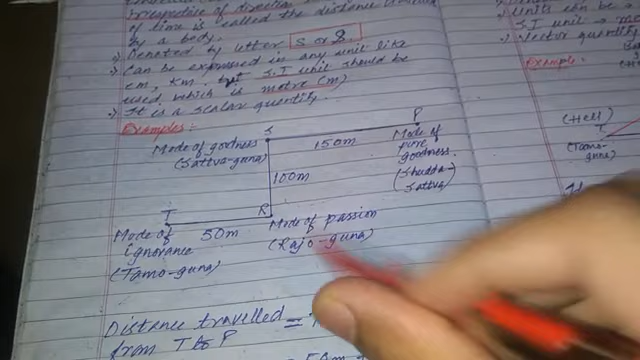 Irrespective of direction
of time is called the distance
by a body.
Denoted by letter S or s.
Can be expressed in any unit like
cm, km. but S.I unit should be
used which is metre (m)
It is a scalar quantity.
Examples:
S
P
Mode of goodness
(Sattva-guna)
150m
Mode of
pure
goodness.
(Shudda-
Sattva)
100m
T
R
50m
Mode of
ignorance
(Tamo-guna)
Mode of passion
(Rajo-guna)
Distance travelled =
from T to P
50m
Units can be
S.I unit →
Vector quantity
Example:
(Hell)
T
(Tamo-
guna)